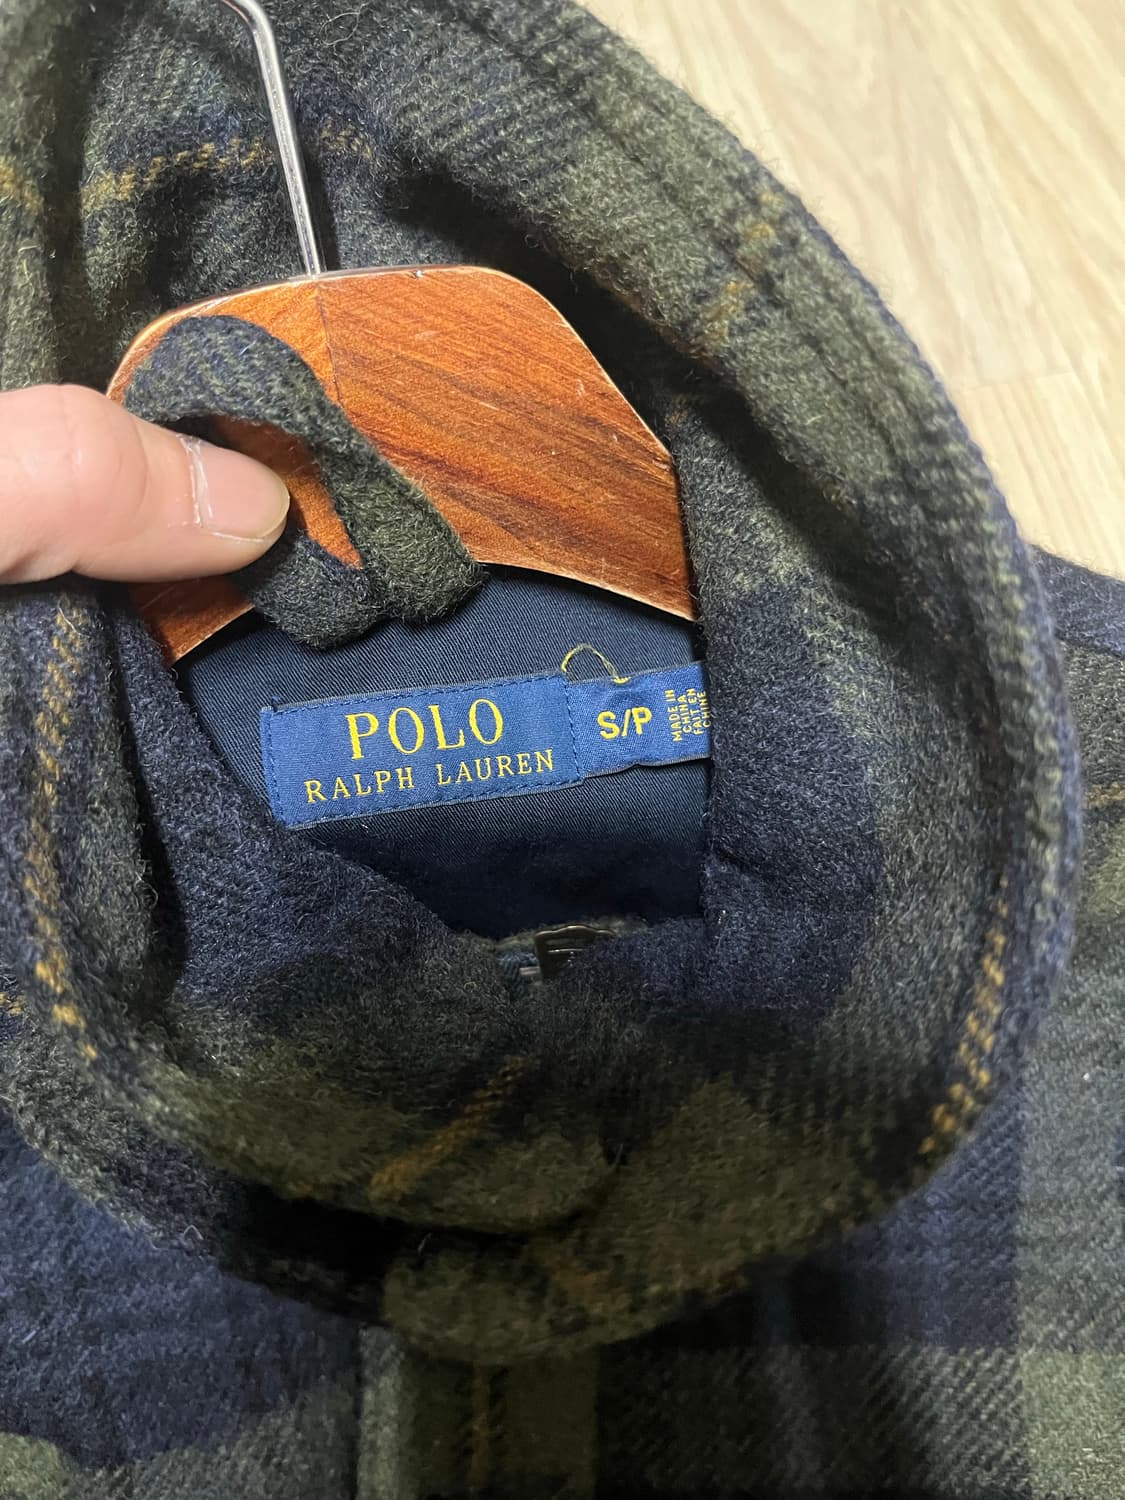 POLO
RALPH LAUREN
S/P
MADE IN
CHINA
FAIT EN
CHINE